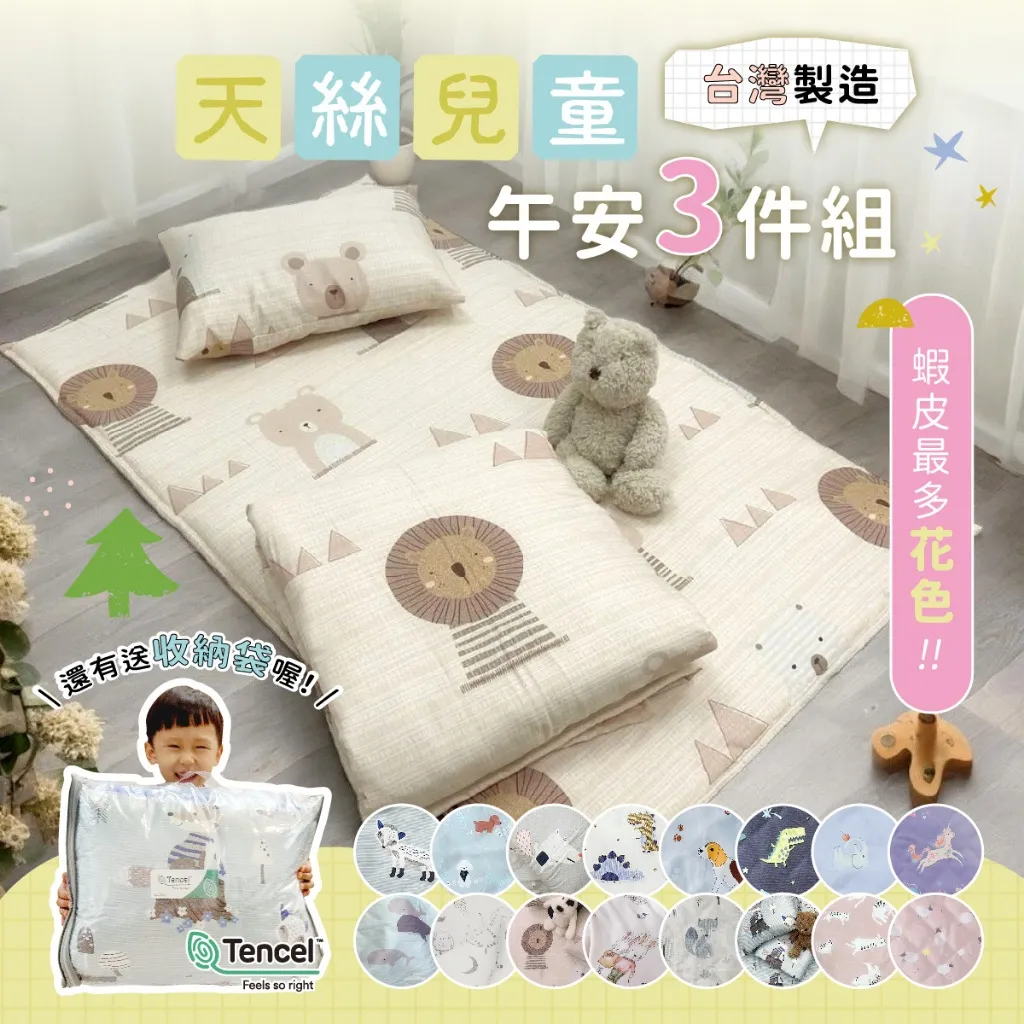 天絲兒童
台灣製造
午安3件組
蝦皮最多花色!!
還有送收納袋喔!
Tencel
Tencel™
Feels so right